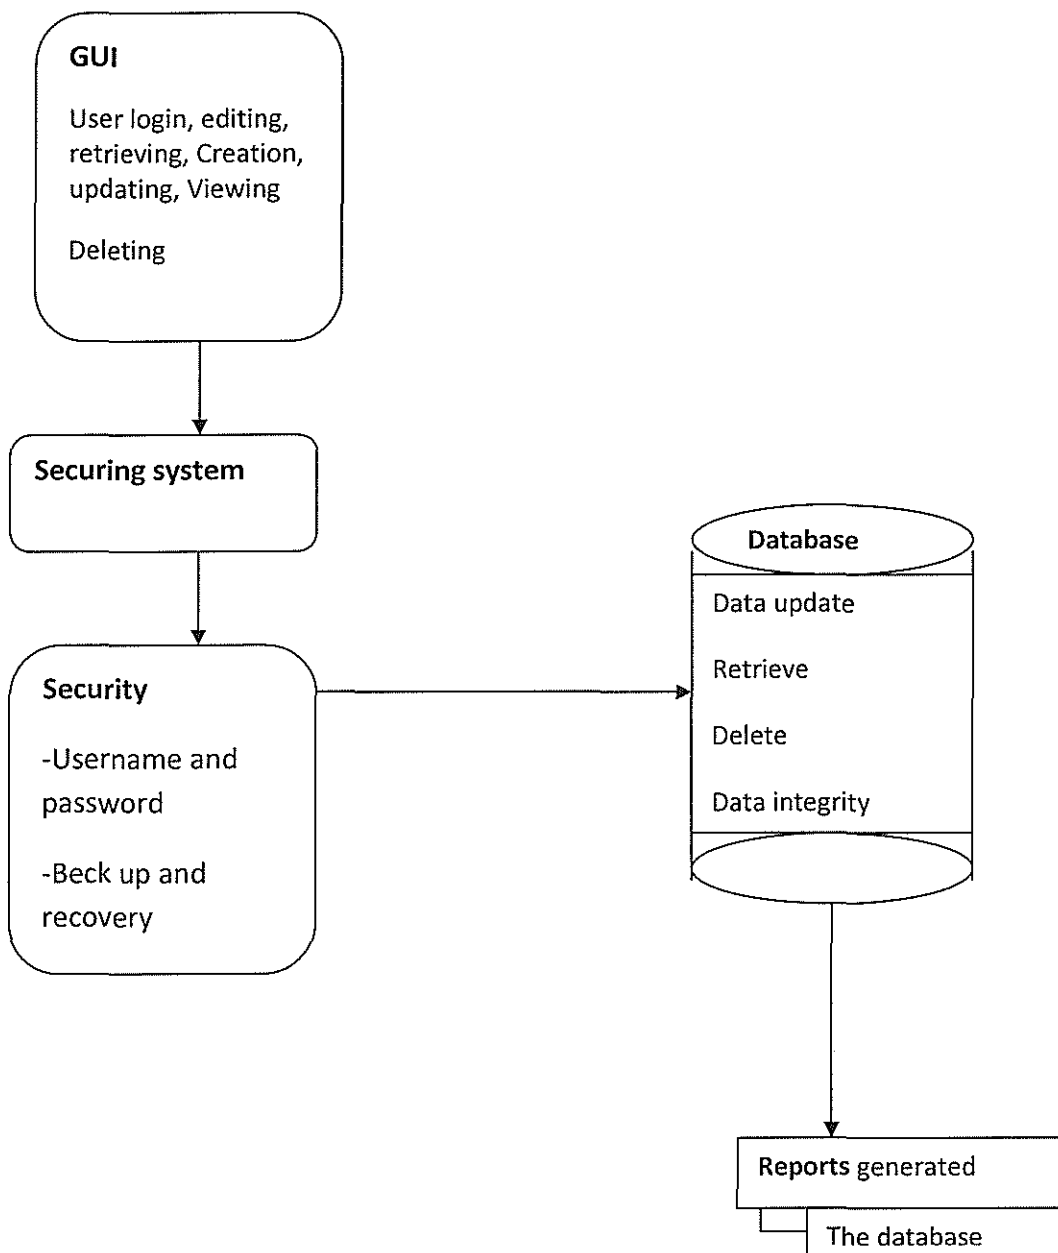 GUI
User login, editing,
retrieving, Creation,
updating, Viewing
Deleting
Securing system
Security
-Username and
password
-Beck up and
recovery
Database
Data update
Retrieve
Delete
Data integrity
Reports generated
The database